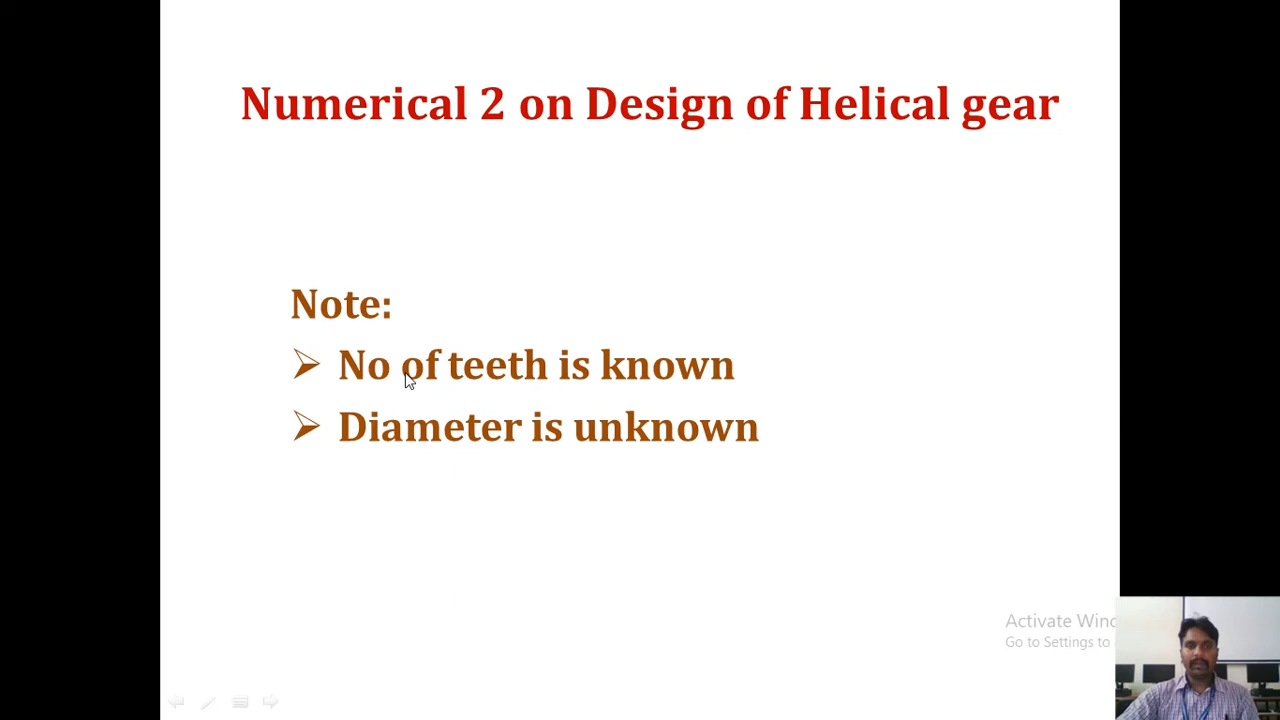 Numerical 2 on Design of Helical gear
Note:
No of teeth is known
Diameter is unknown
Activate Wind
Go to Settings to